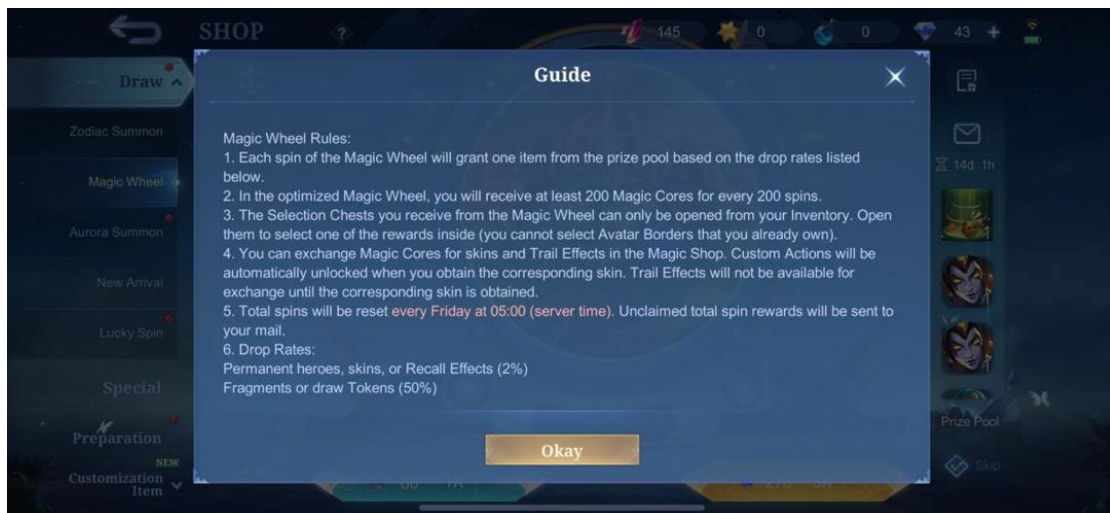 SHOP
?
145
0
0
43 +
Draw
Guide
Zodiac Summon
Magic Wheel
Aurora Summon
New Arrival
Lucky Spin
Special
Preparation
NEW
Customization
Item
Magic Wheel Rules:
1. Each spin of the Magic Wheel will grant one item from the prize pool based on the drop rates listed
below.
2. In the optimized Magic Wheel, you will receive at least 200 Magic Cores for every 200 spins.
3. The Selection Chests you receive from the Magic Wheel can only be opened from your Inventory. Open
them to select one of the rewards inside (you cannot select Avatar Borders that you already own).
4. You can exchange Magic Cores for skins and Trail Effects in the Magic Shop. Custom Actions will be
automatically unlocked when you obtain the corresponding skin. Trail Effects will not be available for
exchange until the corresponding skin is obtained.
5. Total spins will be reset every Friday at 05:00 (server time). Unclaimed total spin rewards will be sent to
your mail.
6. Drop Rates:
Permanent heroes, skins, or Recall Effects (2%)
Fragments or draw Tokens (50%)
Okay
14d 1h
Prize Pool
Skip